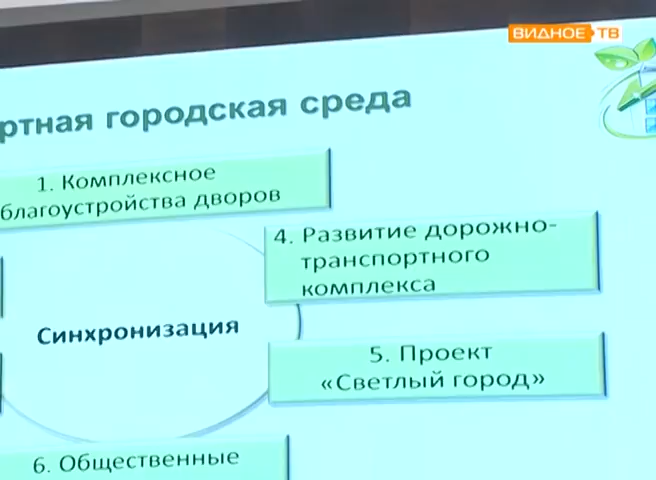 ВИДНОЕ ТВ
ртная городская среда
1. Комплексное
благоустройства дворов
4. Развитие дорожно-
транспортного
комплекса
Синхронизация
5. Проект
«Светлый город»
6. Общественные